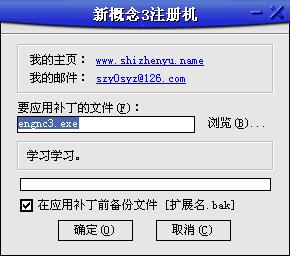 新概念3注册机
我的主页： www.shizhenyu.name
我的邮件： szy0syz@126.com
要应用补丁的文件(F)：
engnc3.exe
浏览(B)...
学习学习。
在应用补丁前备份文件 [扩展名.bak]
确定(O)
取消(C)